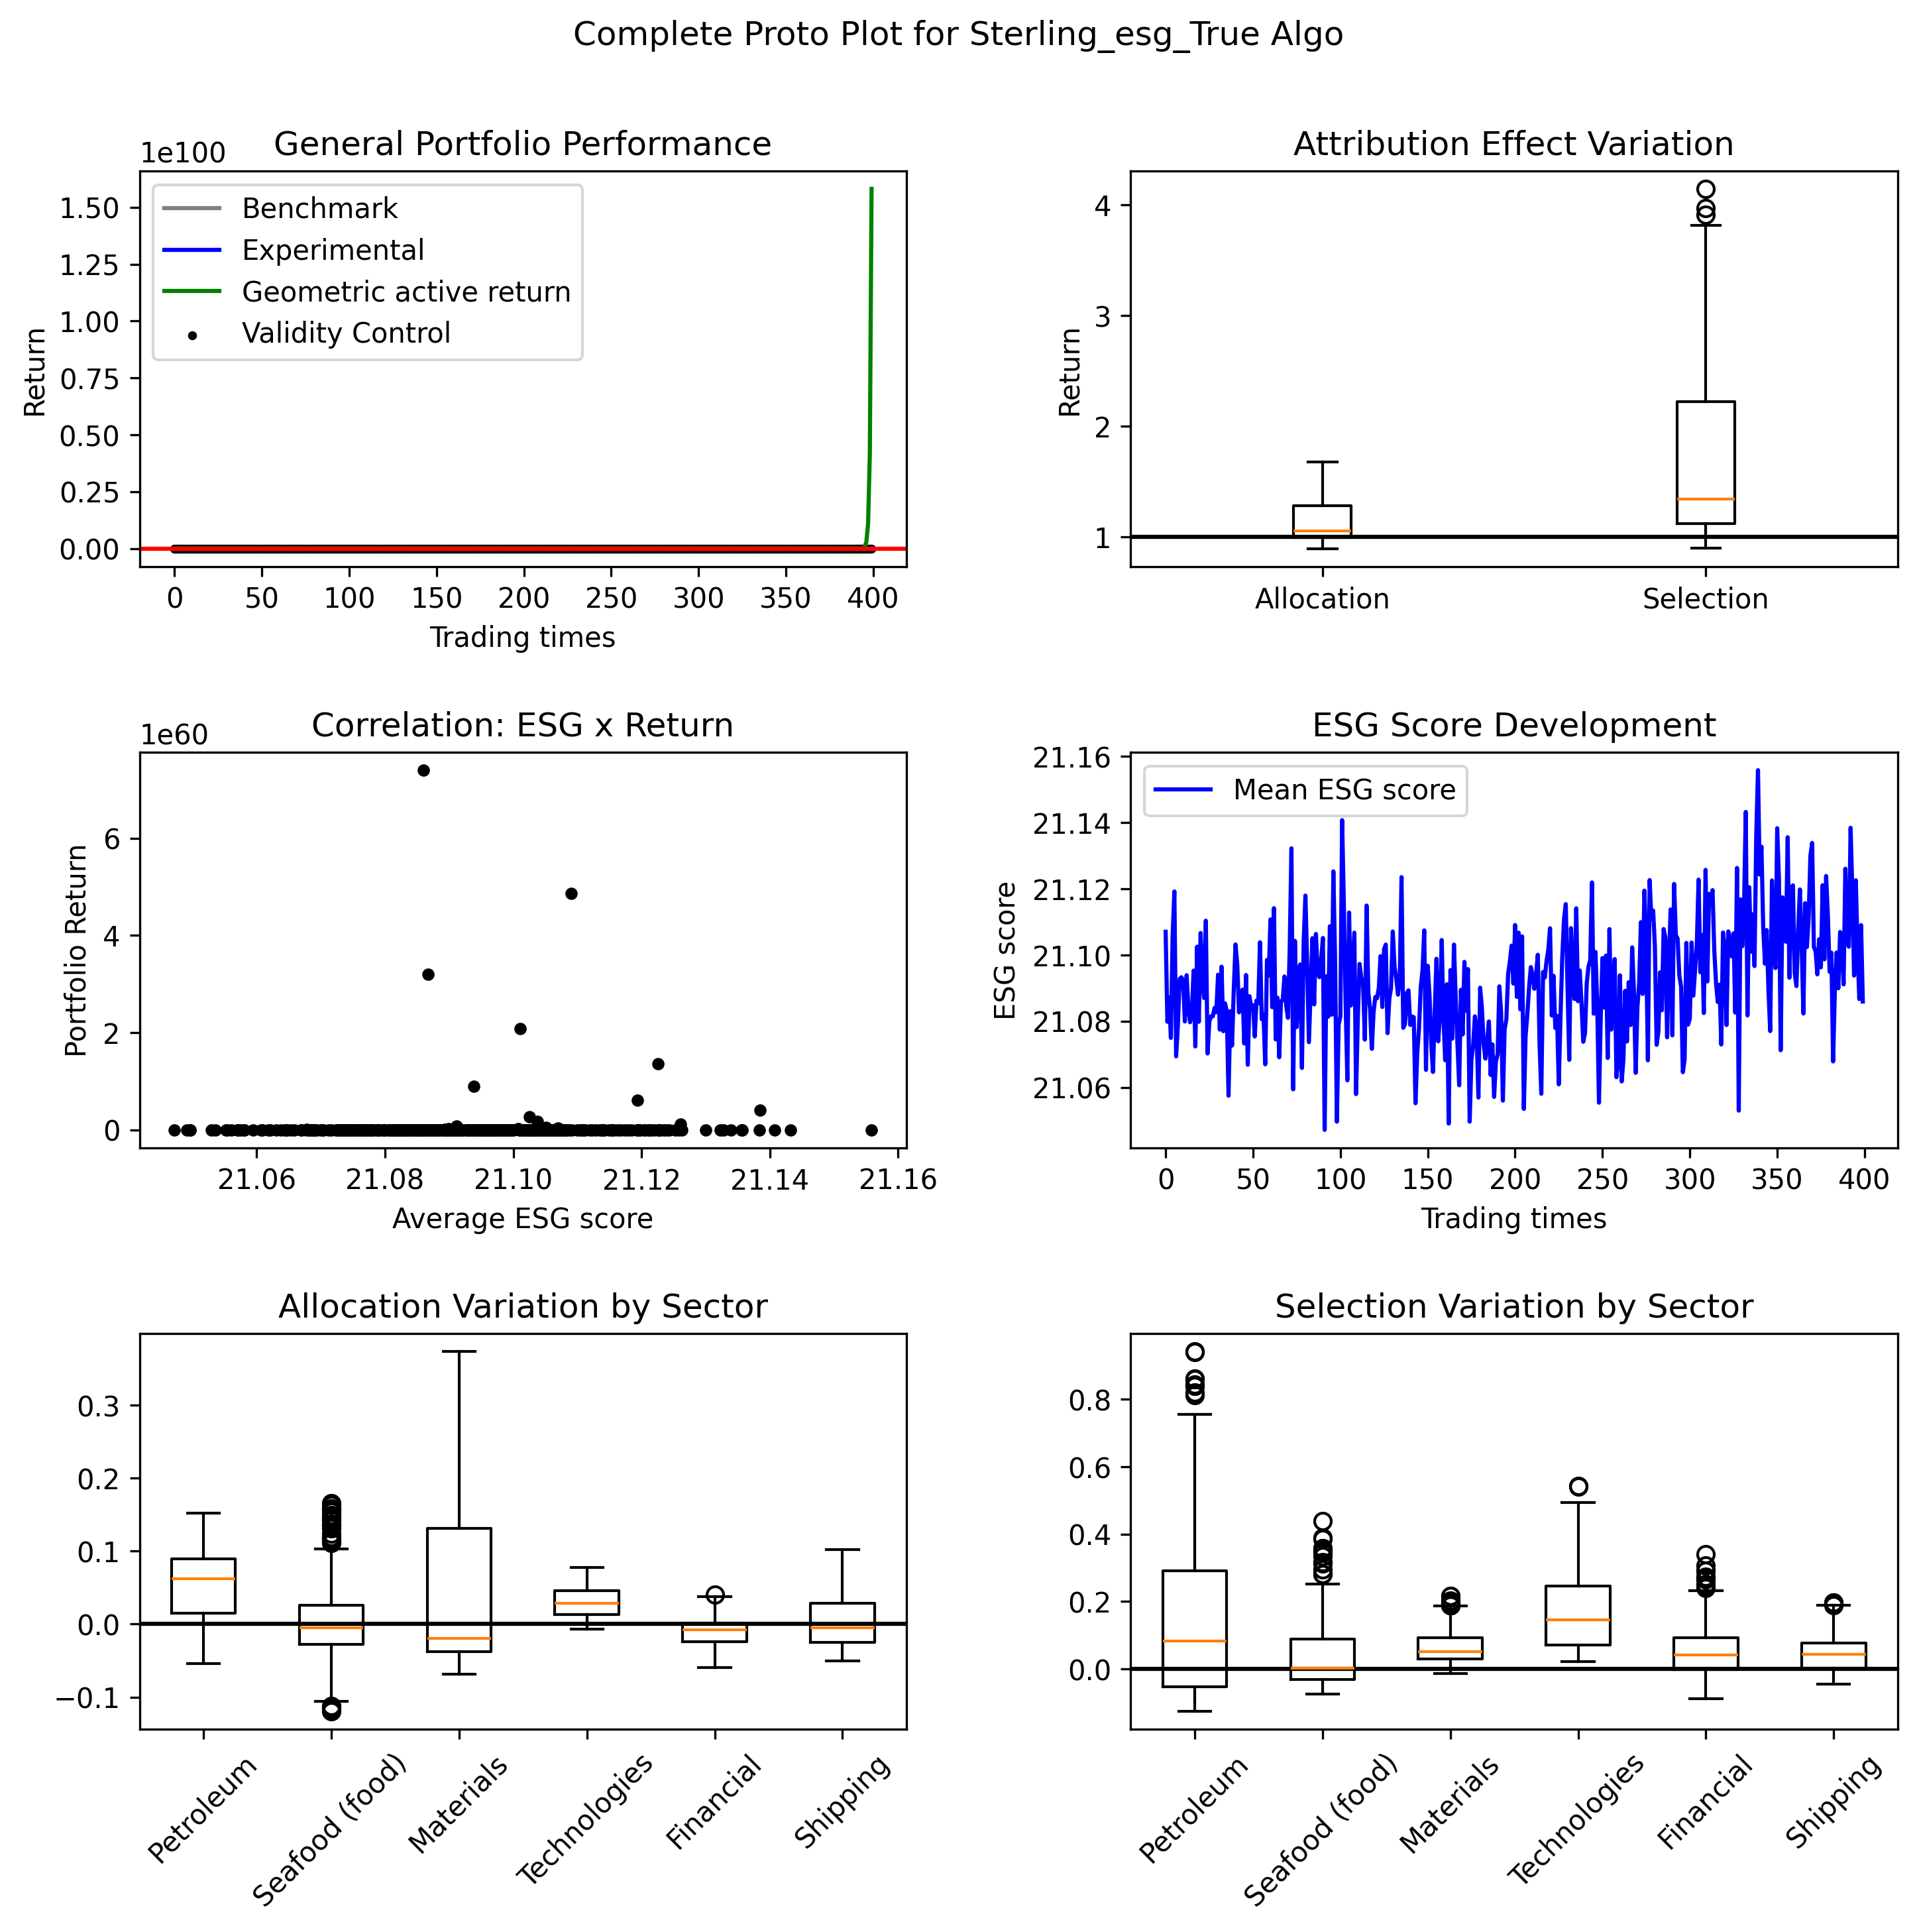 Complete Proto Plot for Sterling_esg_True Algo
General Portfolio Performance
1e100
Return
1.50
1.25
1.00
0.75
0.50
0.25
0.00
Benchmark
Experimental
Geometric active return
Validity Control
0 50 100 150 200 250 300 350 400
Trading times
Attribution Effect Variation
Return
4
3
2
1
Allocation Selection
Correlation: ESG x Return
1e60
Portfolio Return
6
4
2
0
21.06 21.08 21.10 21.12 21.14 21.16
Average ESG score
ESG Score Development
ESG score
21.16
21.14
21.12
21.10
21.08
21.06
Mean ESG score
0 50 100 150 200 250 300 350 400
Trading times
Allocation Variation by Sector
0.3
0.2
0.1
0.0
−0.1
Petroleum
Seafood (food)
Materials
Technologies
Financial
Shipping
Selection Variation by Sector
0.8
0.6
0.4
0.2
0.0
Petroleum
Seafood (food)
Materials
Technologies
Financial
Shipping